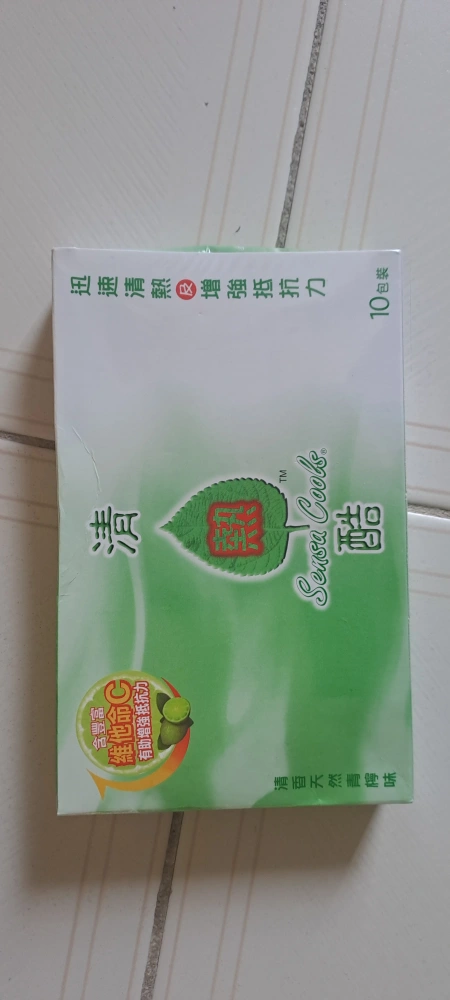 迅速清熱及增強抵抗力
10包裝
清熱酷
TM
Sensa Cools®
含豐富
維他命C
有助增強抵抗力
清香天然青檸味